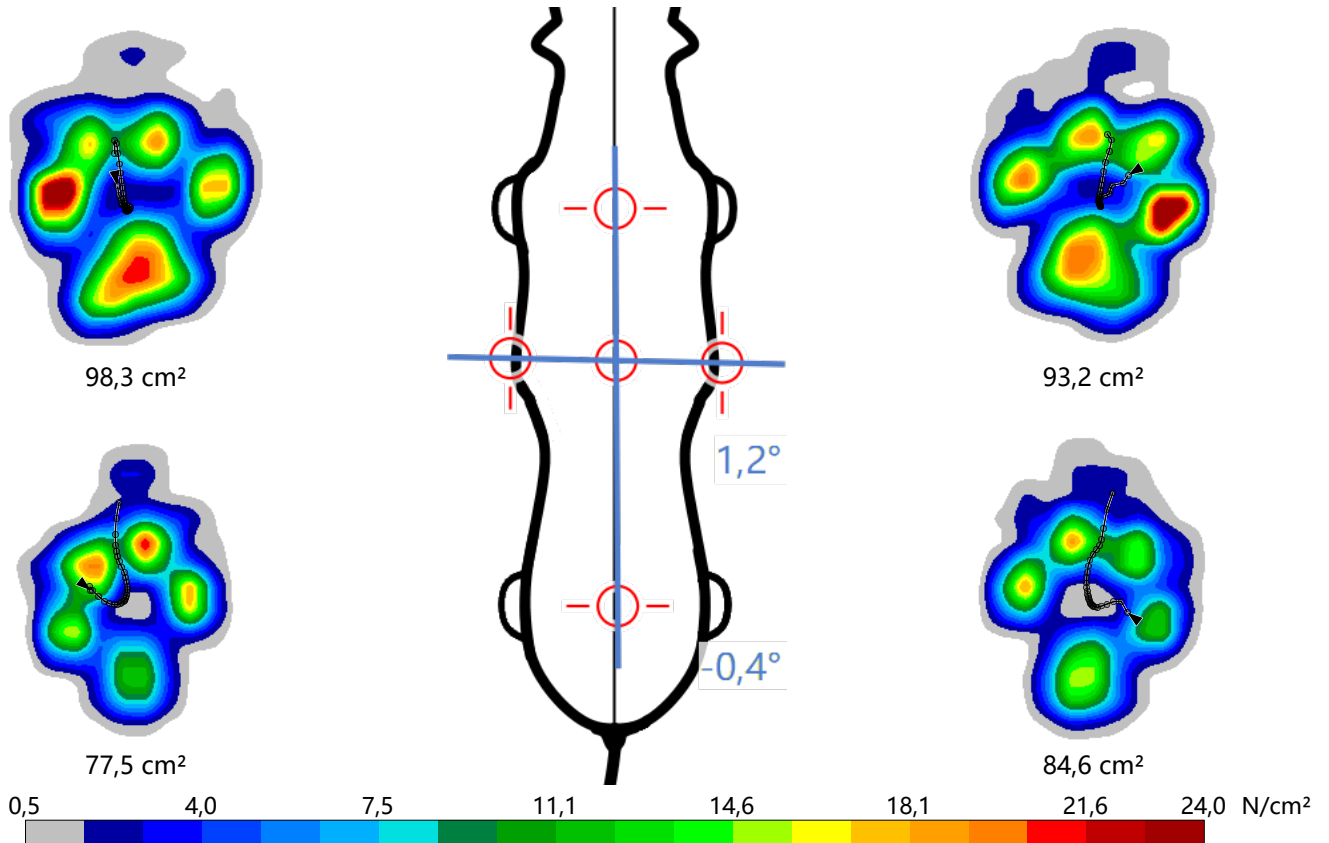 98,3 cm²
93,2 cm²
1,2°
-0,4°
77,5 cm²
84,6 cm²
0,5 4,0 7,5 11,1 14,6 18,1 21,6 24,0 N/cm²